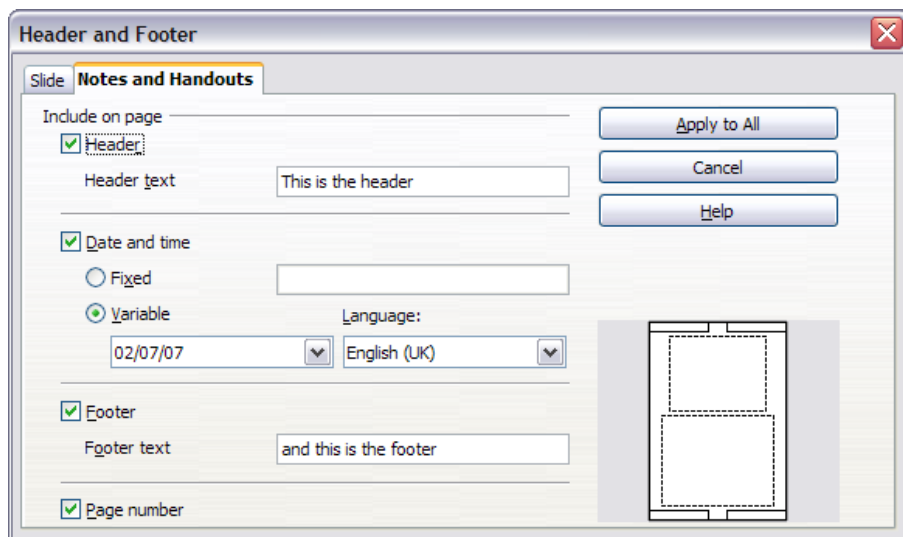 Header and Footer
Slide Notes and Handouts
Include on page
Header
Header text This is the header
Date and time
Fixed
Variable Language:
02/07/07 English (UK)
Footer
Footer text and this is the footer
Page number
Apply to All
Cancel
Help